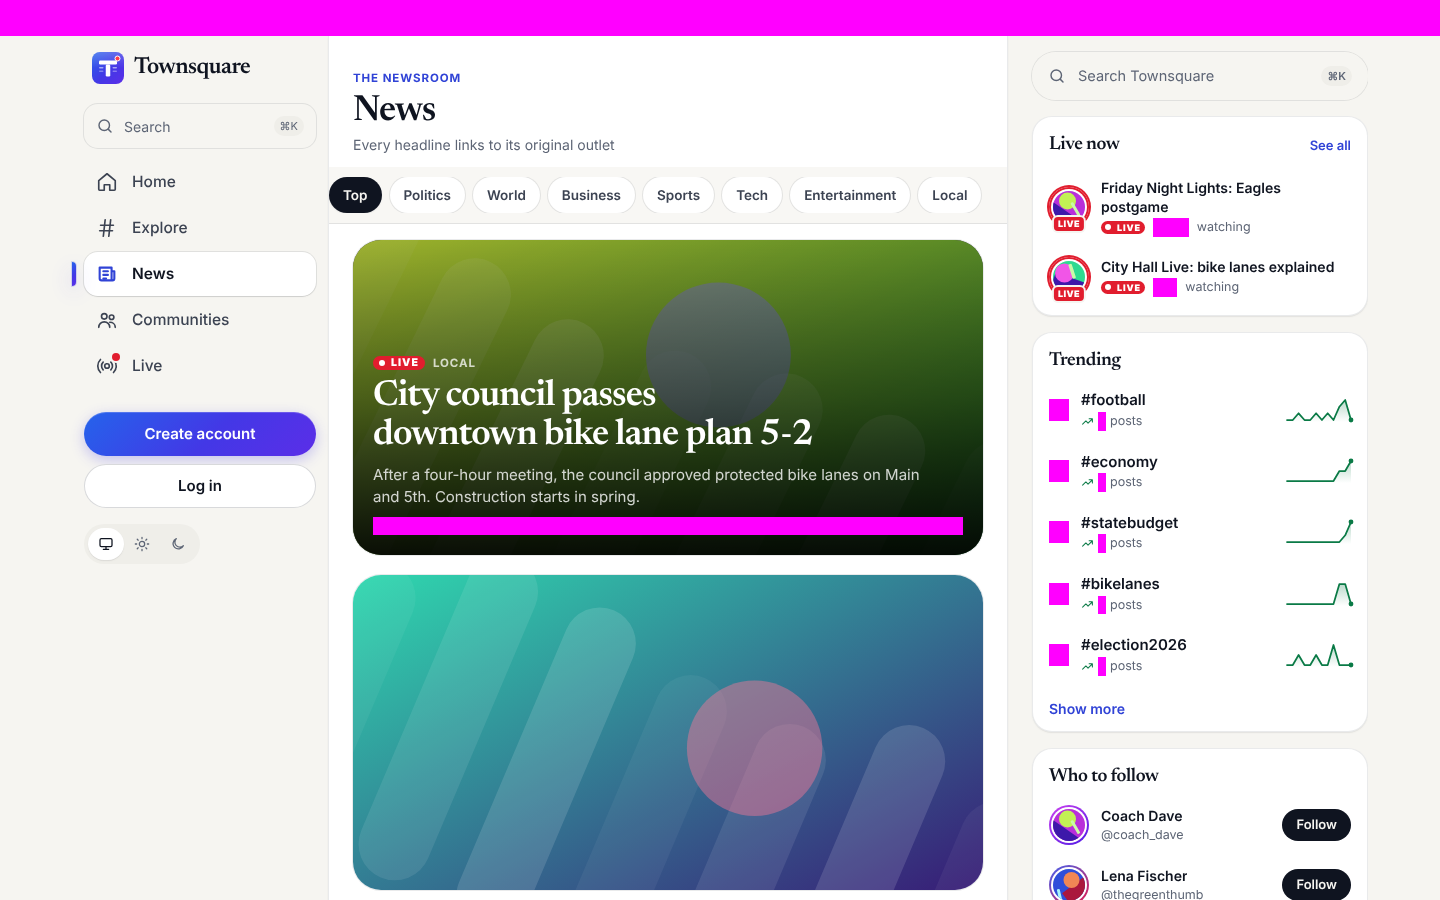 Townsquare
Search ⌘K
Home
Explore
News
Communities
Live
Create account
Log in
THE NEWSROOM
News
Every headline links to its original outlet
Top Politics World Business Sports Tech Entertainment Local
LIVE LOCAL
City council passes
downtown bike lane plan 5-2
After a four-hour meeting, the council approved protected bike lanes on Main
and 5th. Construction starts in spring.
Search Townsquare ⌘K
Live now See all
Friday Night Lights: Eagles
postgame
LIVE
LIVE watching
City Hall Live: bike lanes explained
LIVE
LIVE watching
Trending
#football
posts
#economy
posts
#statebudget
posts
#bikelanes
posts
#election2026
posts
Show more
Who to follow
Coach Dave
@coach_dave
Follow
Lena Fischer
@thegreenthumb
Follow